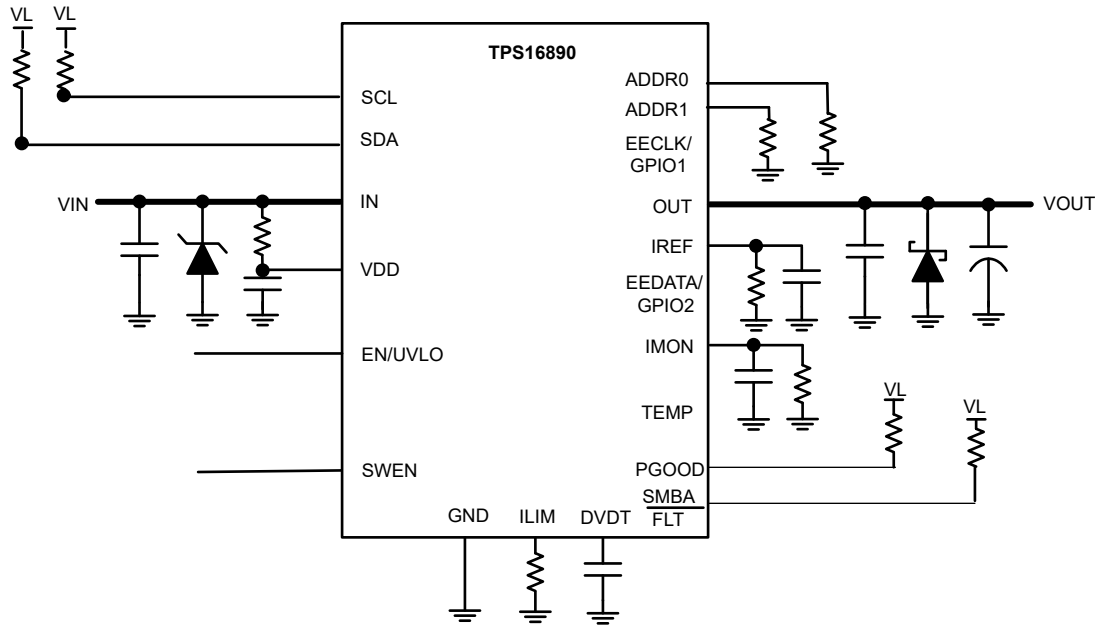 VL
VL
TPS16890
SCL
SDA
VIN
IN
VDD
EN/UVLO
SWEN
ADDR0
ADDR1
EECLK/
GPIO1
OUT
VOUT
IREF
EEDATA/
GPIO2
IMON
TEMP
VL
VL
PGOOD
SMBA
FLT
GND
ILIM
DVDT